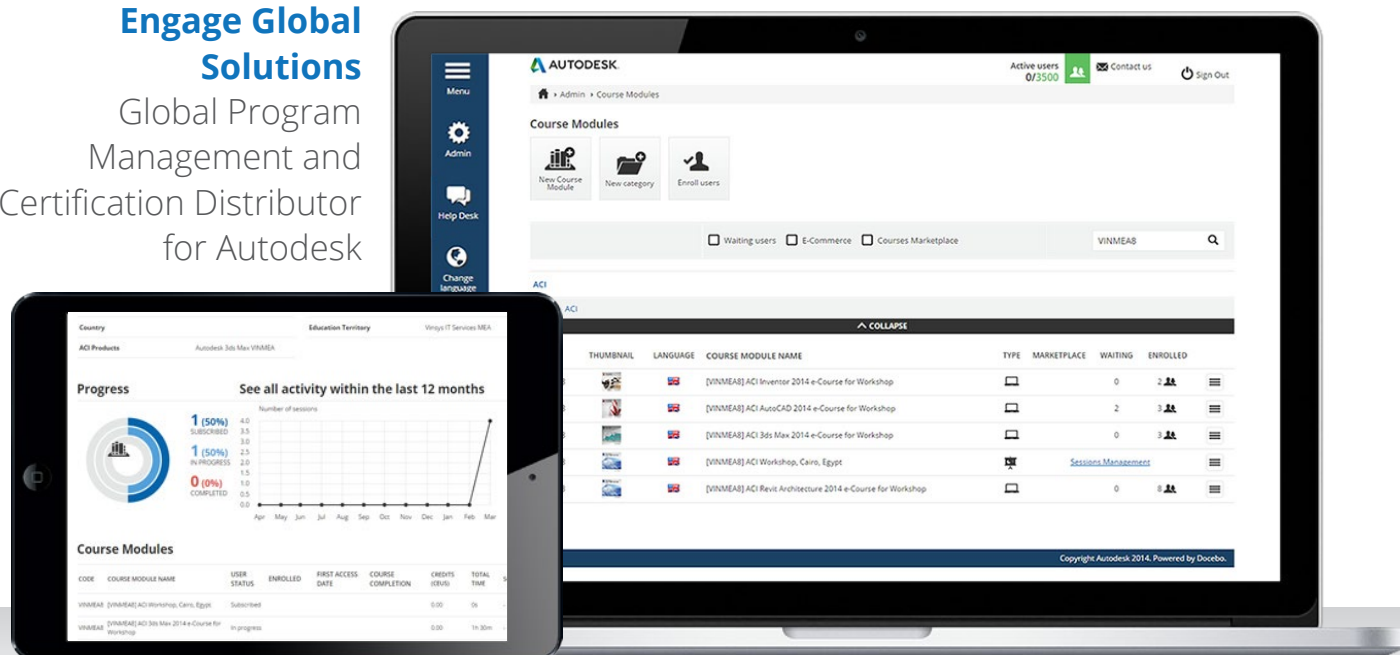 Engage Global
Solutions
Global Program
Management and
Certification Distributor
for Autodesk
Menu
Admin
Help Desk
Change
language
AUTODESK
Active users
0/3500
Contact us
Sign Out
Admin Course Modules
Course Modules
New Course
Module
New category
Enroll users
Waiting users E-Commerce Courses Marketplace
VINMEA8
ACI
ACI
COLLAPSE
THUMBNAIL LANGUAGE COURSE MODULE NAME TYPE MARKETPLACE WAITING ENROLLED
[VINMEA8] ACI Inventor 2014 e-Course for Workshop 0 2
[VINMEA8] ACI AutoCAD 2014 e-Course for Workshop 2 3
[VINMEA8] ACI 3ds Max 2014 e-Course for Workshop 0 3
[VINMEA8] ACI Workshop, Cairo, Egypt Sessions Management
[VINMEA8] ACI Revit Architecture 2014 e-Course for Workshop 0 8
Copyright Autodesk 2014. Powered by Docebo.
Country Education Territory Vinsys IT Services MEA
ACI Products Autodesk 3ds Max VINMEA
Progress
1 (50%)
SUBSCRIBED
1 (50%)
IN PROGRESS
0 (0%)
COMPLETED
See all activity within the last 12 months
Number of sessions
4.0
3.5
3.0
2.5
2.0
1.5
1.0
0.5
0.0
Apr May Jun Jul Aug Sep Oct Nov Dec Jan Feb Mar
Course Modules
CODE COURSE MODULE NAME USER STATUS ENROLLED FIRST ACCESS DATE COURSE COMPLETION CREDITS (CEUS) TOTAL TIME
VINMEA8 [VINMEA8] ACI Workshop, Cairo, Egypt Subscribed 0.00 0s -
VINMEA8 [VINMEA8] ACI 3ds Max 2014 e-Course for
Workshop In progress 0.00 1h 30m -